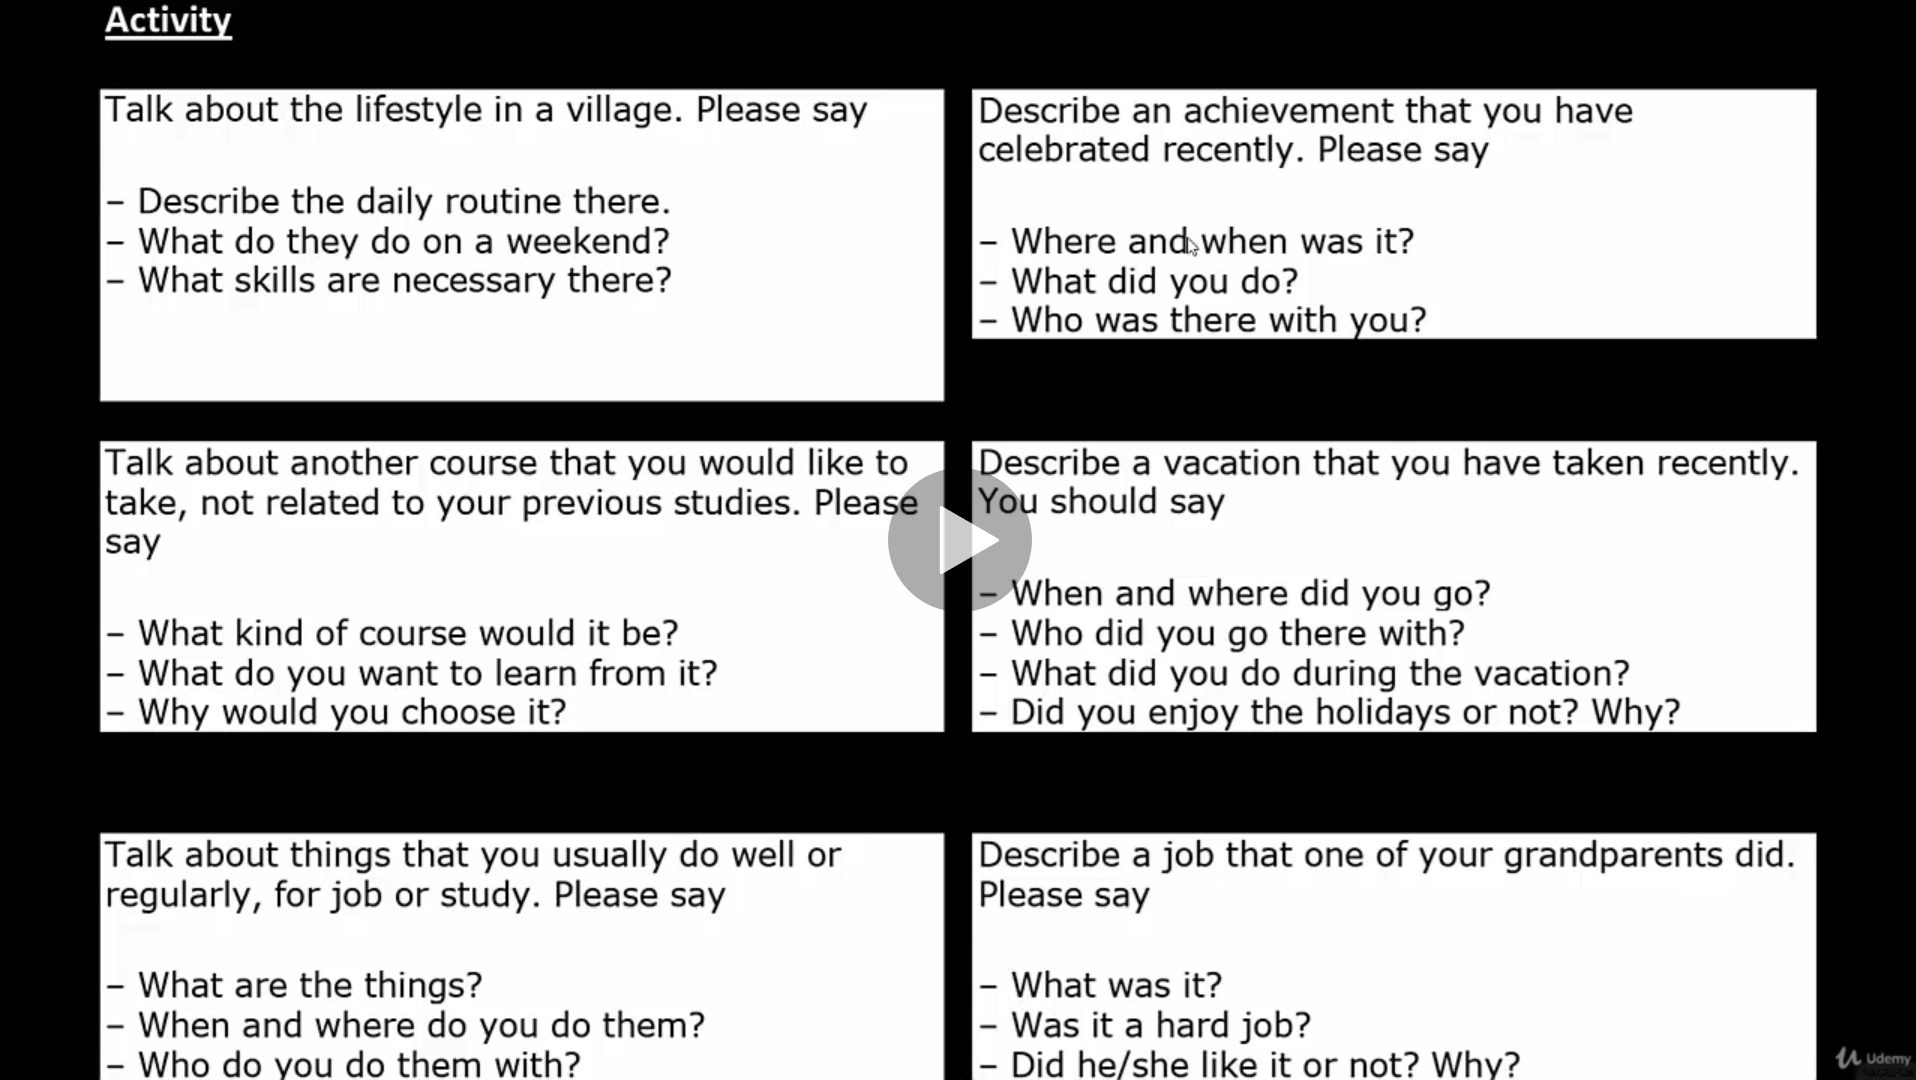 Activity
Talk about the lifestyle in a village. Please say
– Describe the daily routine there.
– What do they do on a weekend?
– What skills are necessary there?
Describe an achievement that you have
celebrated recently. Please say
– Where and when was it?
– What did you do?
– Who was there with you?
Talk about another course that you would like to
take, not related to your previous studies. Please
say
– What kind of course would it be?
– What do you want to learn from it?
– Why would you choose it?
Describe a vacation that you have taken recently.
You should say
– When and where did you go?
– Who did you go there with?
– What did you do during the vacation?
– Did you enjoy the holidays or not? Why?
Talk about things that you usually do well or
regularly, for job or study. Please say
– What are the things?
– When and where do you do them?
– Who do you do them with?
Describe a job that one of your grandparents did.
Please say
– What was it?
– Was it a hard job?
– Did he/she like it or not? Why?
Udemy